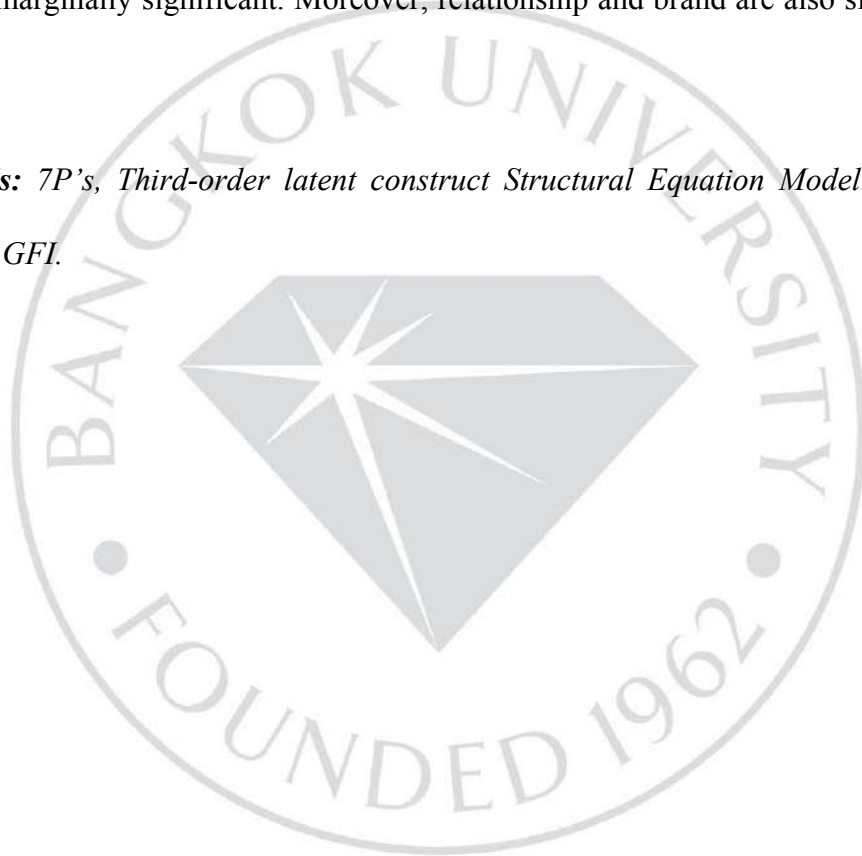 marginally significant. Moreover, relationship and brand are also si
s: 7P's, Third-order latent construct Structural Equation Model
GFI.
BANGKOK UNIVERSITY
• FOUNDED 1962 •